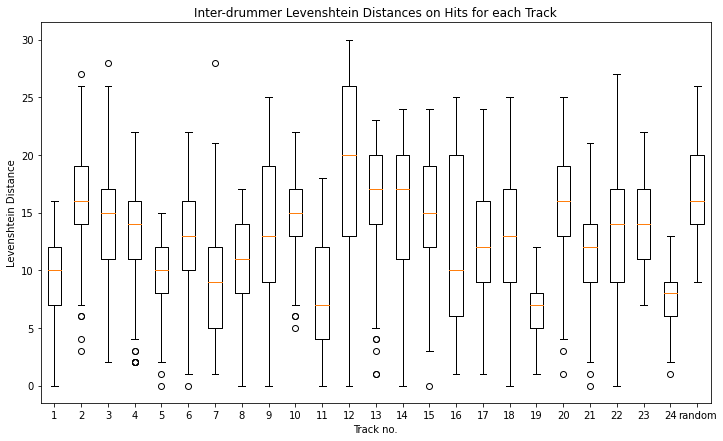 Inter-drummer Levenshtein Distances on Hits for each Track
30
25
20
15
10
5
0
Levenshtein Distance
1 2 3 4 5 6 7 8 9 10 11 12 13 14 15 16 17 18 19 20 21 22 23 24 random
Track no.